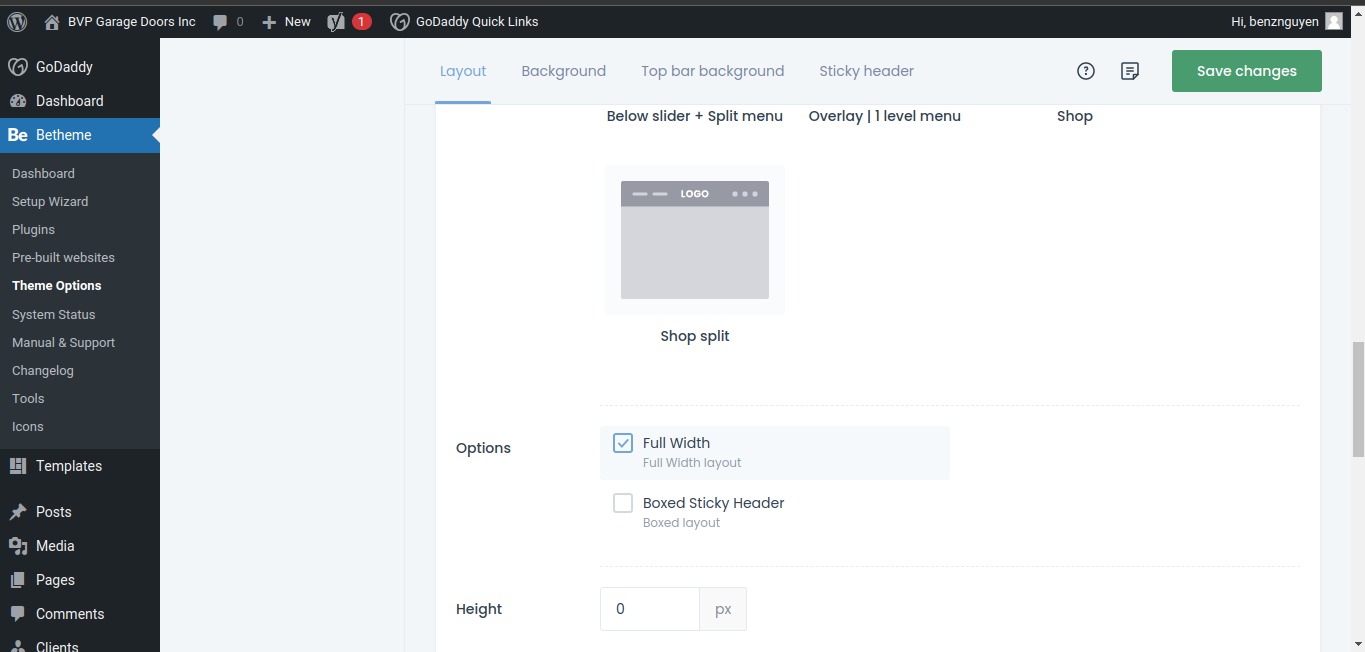 BVP Garage Doors Inc
0
New
1
GoDaddy Quick Links
Hi, benznguyen
GoDaddy
Dashboard
Be Betheme
Dashboard
Setup Wizard
Plugins
Pre-built websites
Theme Options
System Status
Manual & Support
Changelog
Tools
Icons
Templates
Posts
Media
Pages
Comments
Clients
Layout
Background
Top bar background
Sticky header
Save changes
Below slider + Split menu
Overlay | 1 level menu
Shop
LOGO
Shop split
Options
Full Width
Full Width layout
Boxed Sticky Header
Boxed layout
Height
0 px